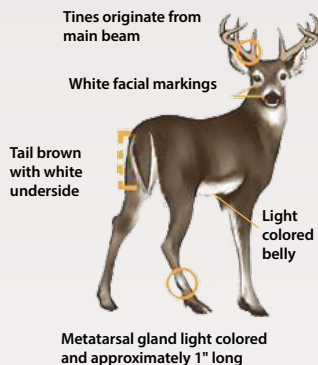 Tines originate from
main beam
White facial markings
Tail brown
with white
underside
Light
colored
belly
Metatarsal gland light colored
and approximately 1" long